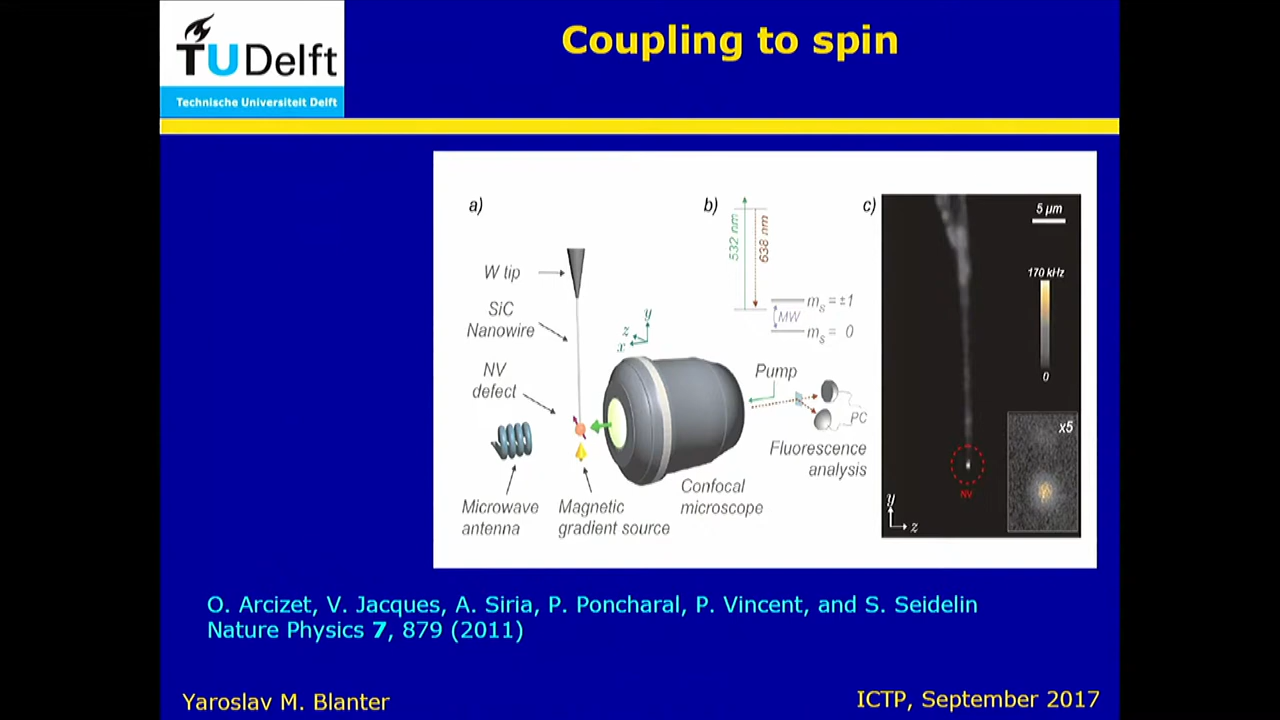 TU Delft
Technische Universiteit Delft
Coupling to spin
a)
W tip
SiC
Nanowire
NV
defect
Microwave
antenna
Magnetic
gradient source
z
y
x
Confocal
microscope
b)
532 nm
638 nm
ms = ±1
MW
ms = 0
Pump
PC
Fluorescence
analysis
c)
5 µm
170 kHz
0
x5
NV
y
z
O. Arcizet, V. Jacques, A. Siria, P. Poncharal, P. Vincent, and S. Seidelin
Nature Physics 7, 879 (2011)
Yaroslav M. Blanter
ICTP, September 2017